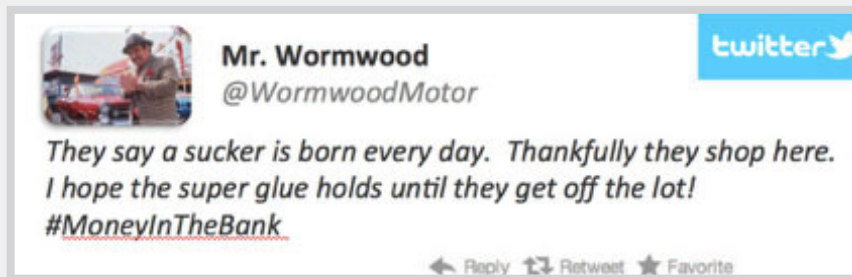 twitter
Mr. Wormwood
@WormwoodMotor
They say a sucker is born every day. Thankfully they shop here.
I hope the super glue holds until they get off the lot!
#MoneyInTheBank
Reply Retweet Favorite